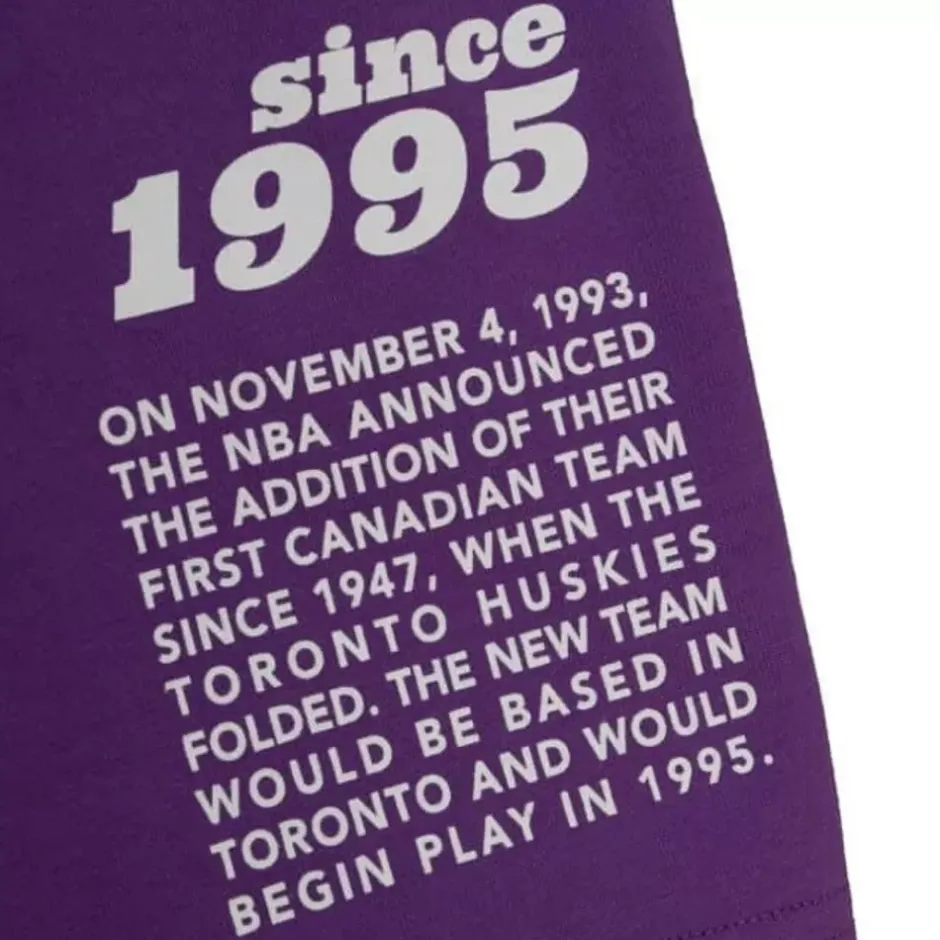 since
1995
ON NOVEMBER 4, 1993,
THE NBA ANNOUNCED
THE ADDITION OF THEIR
FIRST CANADIAN TEAM
SINCE 1947, WHEN THE
TORONTO HUSKIES
FOLDED. THE NEW TEAM
WOULD BE BASED IN
TORONTO AND WOULD
BEGIN PLAY IN 1995.